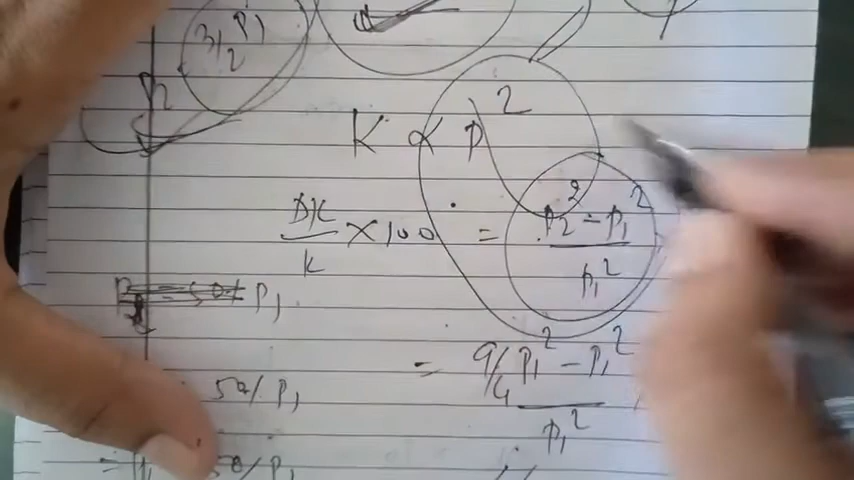 3/2 P1
P2
K ∝ p²
ΔK/K × 100 = p2² - p1² / p1²
P1
= 9/4 p1² - p1² / p1²
50/. P1
50/. P1